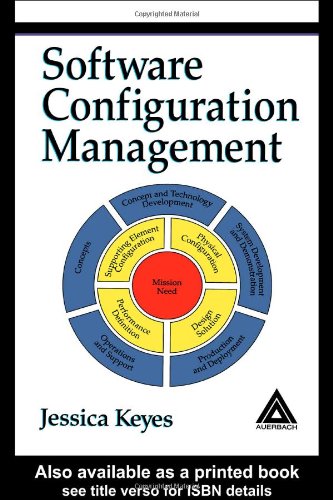 Software
Configuration
Management
Concept and Technology
Development
System Development
and Demonstration
Production
and Deployment
Operations
and Support
Concepts
Supporting Element
Configuration
Physical
Configuration
Design
Solution
Performance
Definition
Mission
Need
Jessica Keyes
AUERBACH
Also available as a printed book
see title verso for ISBN details